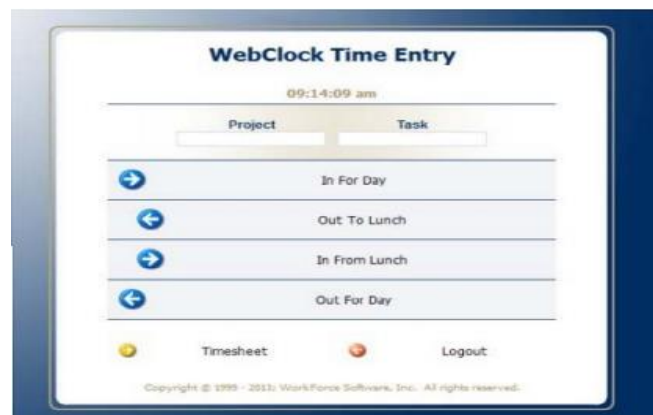 WebClock Time Entry
09:14:09 am
Project Task
In For Day
Out To Lunch
In From Lunch
Out For Day
Timesheet Logout
Copyright © 1999 - 2013; WorkForce Software, Inc. All rights reserved.